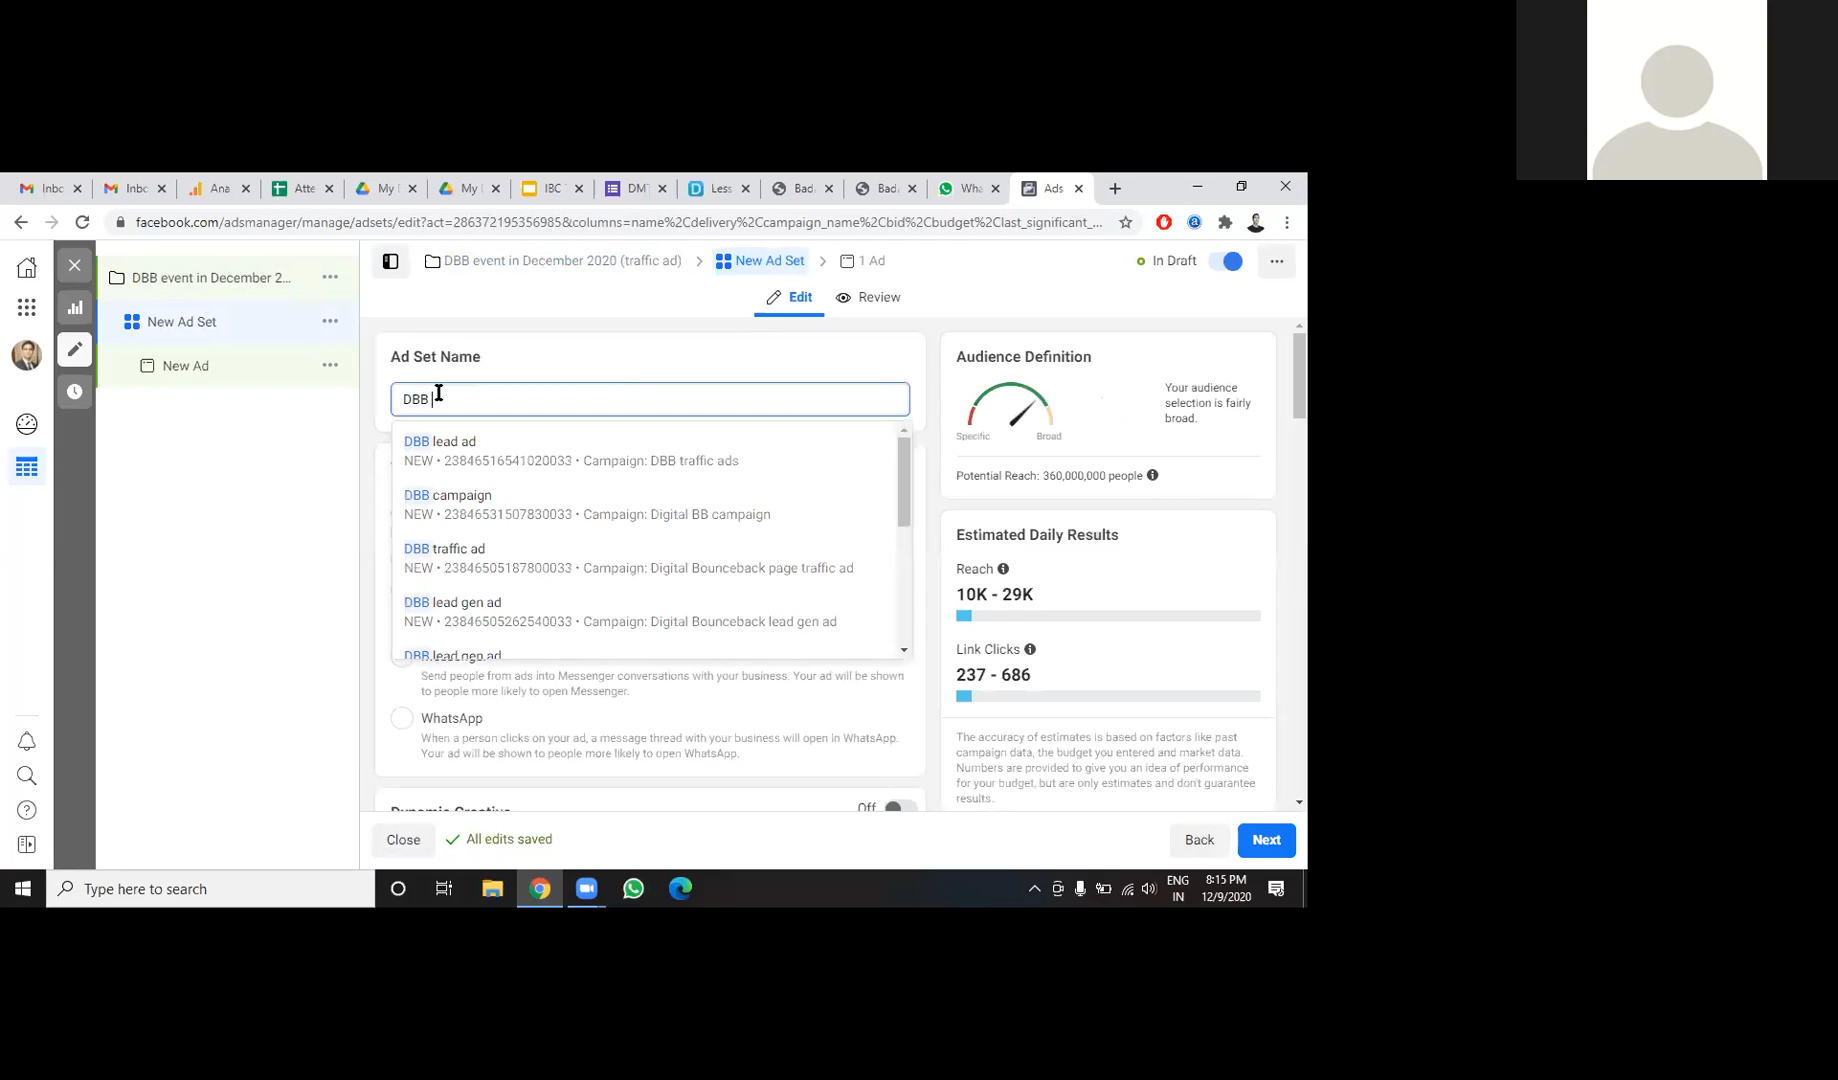 Inbc
Inbc
Ana
Atte
My
My
IBC
DMT
Less
Bad
Bad
Wha
Ads
facebook.com/adsmanager/manage/adsets/edit?act=286372195356985&columns=name%2Cdelivery%2Ccampaign_name%2Cbid%2Cbudget%2Clast_significant_...
DBB event in December 2...
New Ad Set
New Ad
DBB event in December 2020 (traffic ad)
New Ad Set
1 Ad
In Draft
Edit
Review
Ad Set Name
DBB
DBB lead ad
NEW • 23846516541020033 • Campaign: DBB traffic ads
DBB campaign
NEW • 23846531507830033 • Campaign: Digital BB campaign
DBB traffic ad
NEW • 23846505187800033 • Campaign: Digital Bounceback page traffic ad
DBB lead gen ad
NEW • 23846505262540033 • Campaign: Digital Bounceback lead gen ad
DBB lead gen ad
Send people from ads into Messenger conversations with your business. Your ad will be shown
to people more likely to open Messenger.
WhatsApp
When a person clicks on your ad, a message thread with your business will open in WhatsApp.
Your ad will be shown to people more likely to open WhatsApp.
Dynamic Creative
Off
Audience Definition
Specific
Broad
Your audience
selection is fairly
broad.
Potential Reach: 360,000,000 people
Estimated Daily Results
Reach
10K - 29K
Link Clicks
237 - 686
The accuracy of estimates is based on factors like past
campaign data, the budget you entered and market data.
Numbers are provided to give you an idea of performance
for your budget, but are only estimates and don't guarantee
results.
Close
All edits saved
Back
Next
Type here to search
ENG
IN
8:15 PM
12/9/2020